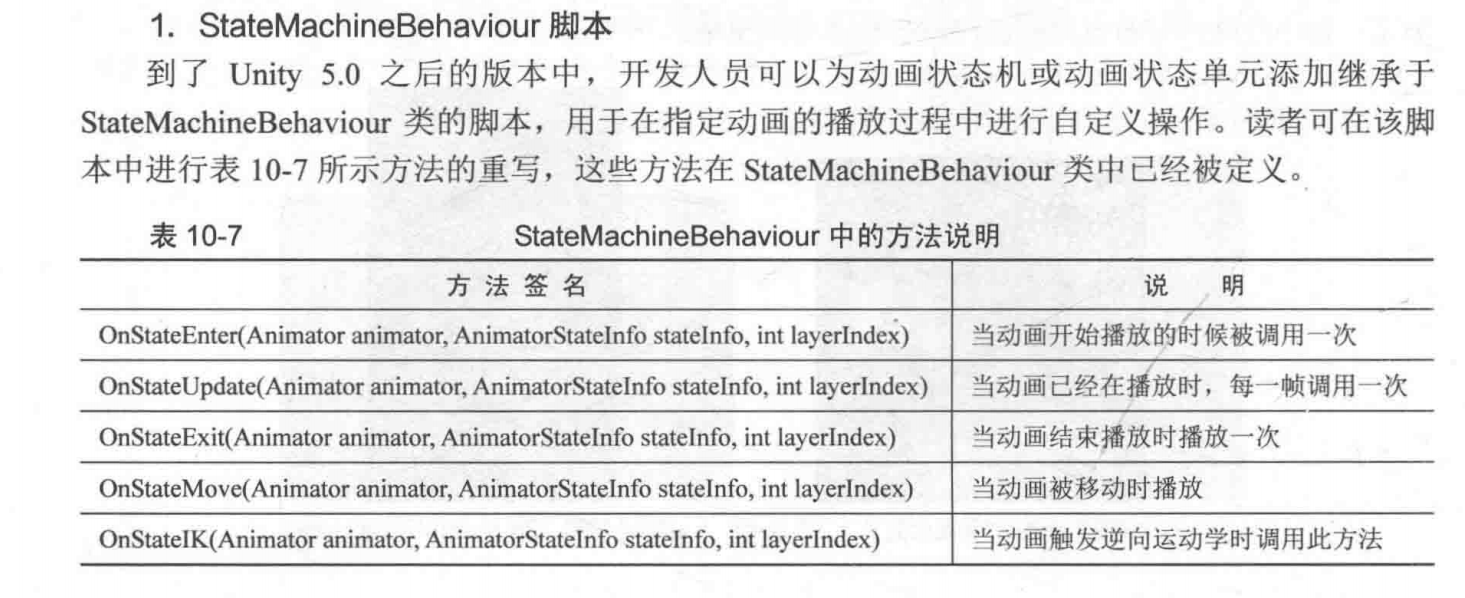 1. StateMachineBehaviour 脚本
到了 Unity 5.0 之后的版本中，开发人员可以为动画状态机或动画状态单元添加继承于
StateMachineBehaviour 类的脚本，用于在指定动画的播放过程中进行自定义操作。读者可在该脚
本中进行表 10-7 所示方法的重写，这些方法在 StateMachineBehaviour 类中已经被定义。
表 10-7 StateMachineBehaviour 中的方法说明
方 法 签 名 说 明
OnStateEnter(Animator animator, AnimatorStateInfo stateInfo, int layerIndex) 当动画开始播放的时候被调用一次
OnStateUpdate(Animator animator, AnimatorStateInfo stateInfo, int layerIndex) 当动画已经在播放时，每一帧调用一次
OnStateExit(Animator animator, AnimatorStateInfo stateInfo, int layerIndex) 当动画结束播放时播放一次
OnStateMove(Animator animator, AnimatorStateInfo stateInfo, int layerIndex) 当动画被移动时播放
OnStateIK(Animator animator, AnimatorStateInfo stateInfo, int layerIndex) 当动画触发逆向运动学时调用此方法